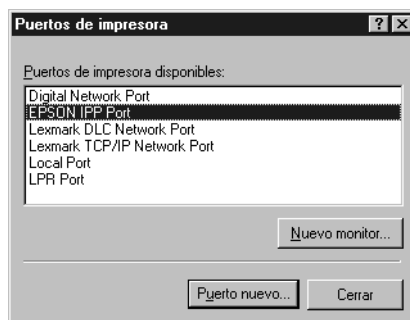 Puertos de impresora
Puertos de impresora disponibles:
Digital Network Port
EPSON IPP Port
Lexmark DLC Network Port
Lexmark TCP/IP Network Port
Local Port
LPR Port
Nuevo monitor...
Puerto nuevo...
Cerrar